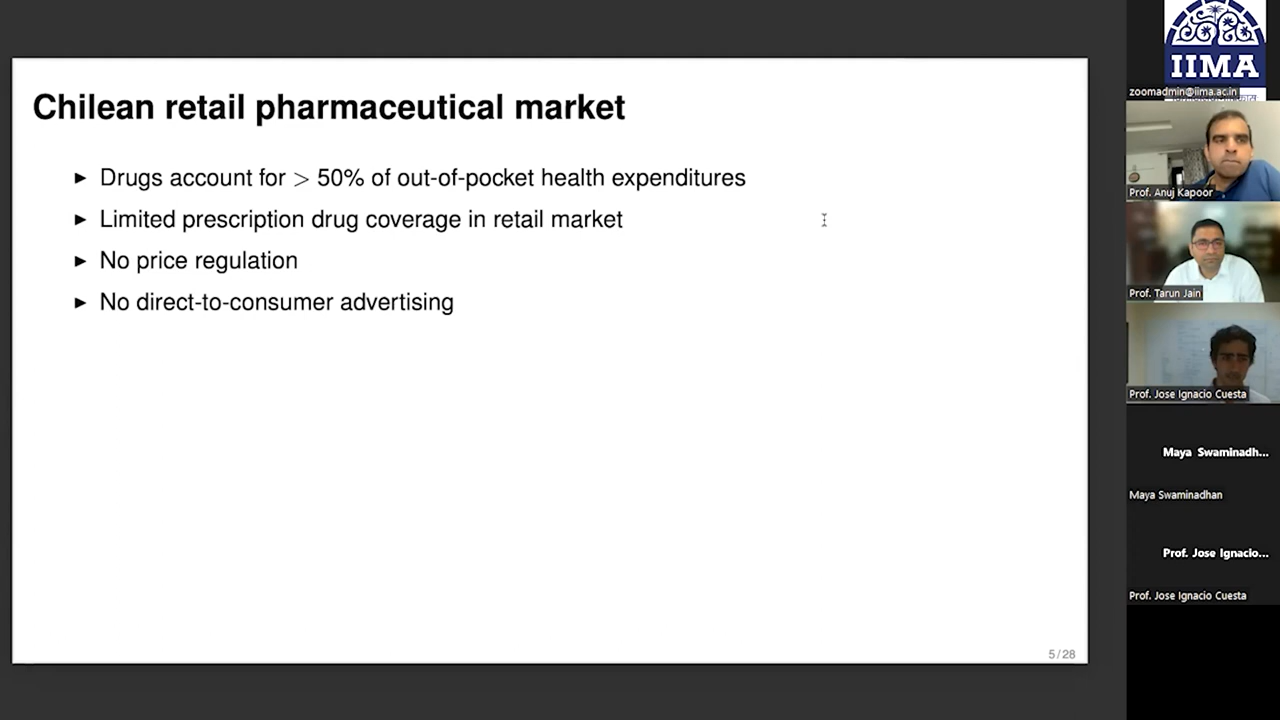 Chilean retail pharmaceutical market
► Drugs account for > 50% of out-of-pocket health expenditures
► Limited prescription drug coverage in retail market
► No price regulation
► No direct-to-consumer advertising
5/28
IIMA
zoomadmin@iima.ac.in
Prof. Anuj Kapoor
Prof. Tarun Jain
Prof. Jose Ignacio Cuesta
Maya Swaminadh...
Maya Swaminadhan
Prof. Jose Ignacio...
Prof. Jose Ignacio Cuesta